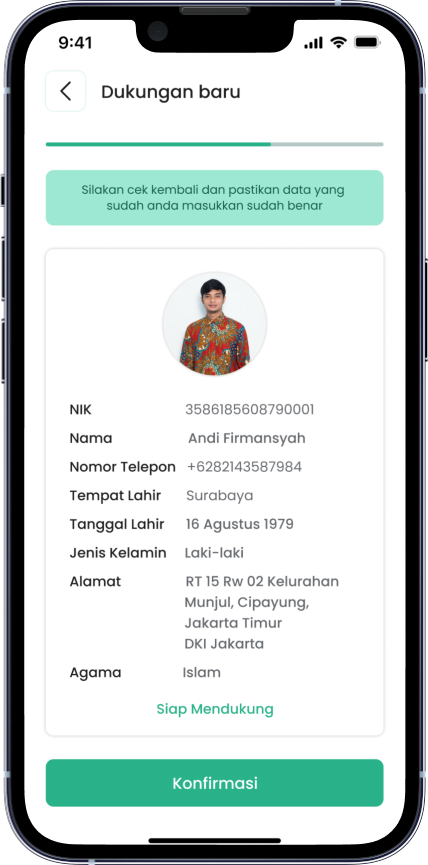 9:41
Dukungan baru
Silakan cek kembali dan pastikan data yang
sudah anda masukkan sudah benar
NIK 3586185608790001
Nama Andi Firmansyah
Nomor Telepon +6282143587984
Tempat Lahir Surabaya
Tanggal Lahir 16 Agustus 1979
Jenis Kelamin Laki-laki
Alamat RT 15 Rw 02 Kelurahan
Munjul, Cipayung,
Jakarta Timur
DKI Jakarta
Agama Islam
Siap Mendukung
Konfirmasi